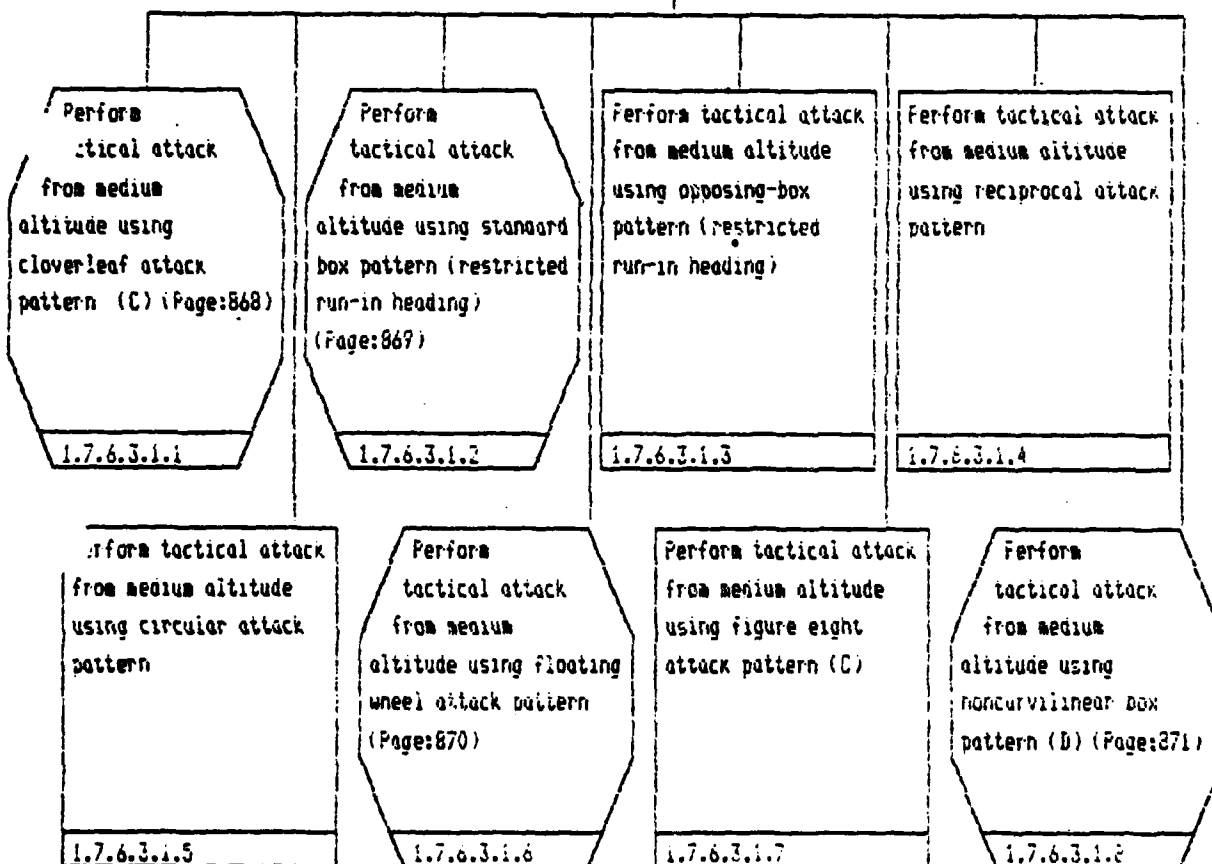 Perform
tactical attack
from medium
altitude using
cloverleaf attack
pattern (C) (Page:868)
1.7.6.3.1.1
Perform
tactical attack
from medium
altitude using standard
box pattern (restricted
run-in heading)
(Page:869)
1.7.6.3.1.2
Perform tactical attack
from medium altitude
using opposing-box
pattern (restricted
run-in heading)
1.7.6.3.1.3
Perform tactical attack
from medium altitude
using reciprocal attack
pattern
1.7.6.3.1.4
Perform tactical attack
from medium altitude
using circular attack
pattern
1.7.6.3.1.5
Perform
tactical attack
from medium
altitude using floating
wheel attack pattern
(Page:870)
1.7.6.3.1.6
Perform tactical attack
from medium altitude
using figure eight
attack pattern (C)
1.7.6.3.1.7
Perform
tactical attack
from medium
altitude using
noncurvilinear box
pattern (D) (Page:871)
1.7.6.3.1.8